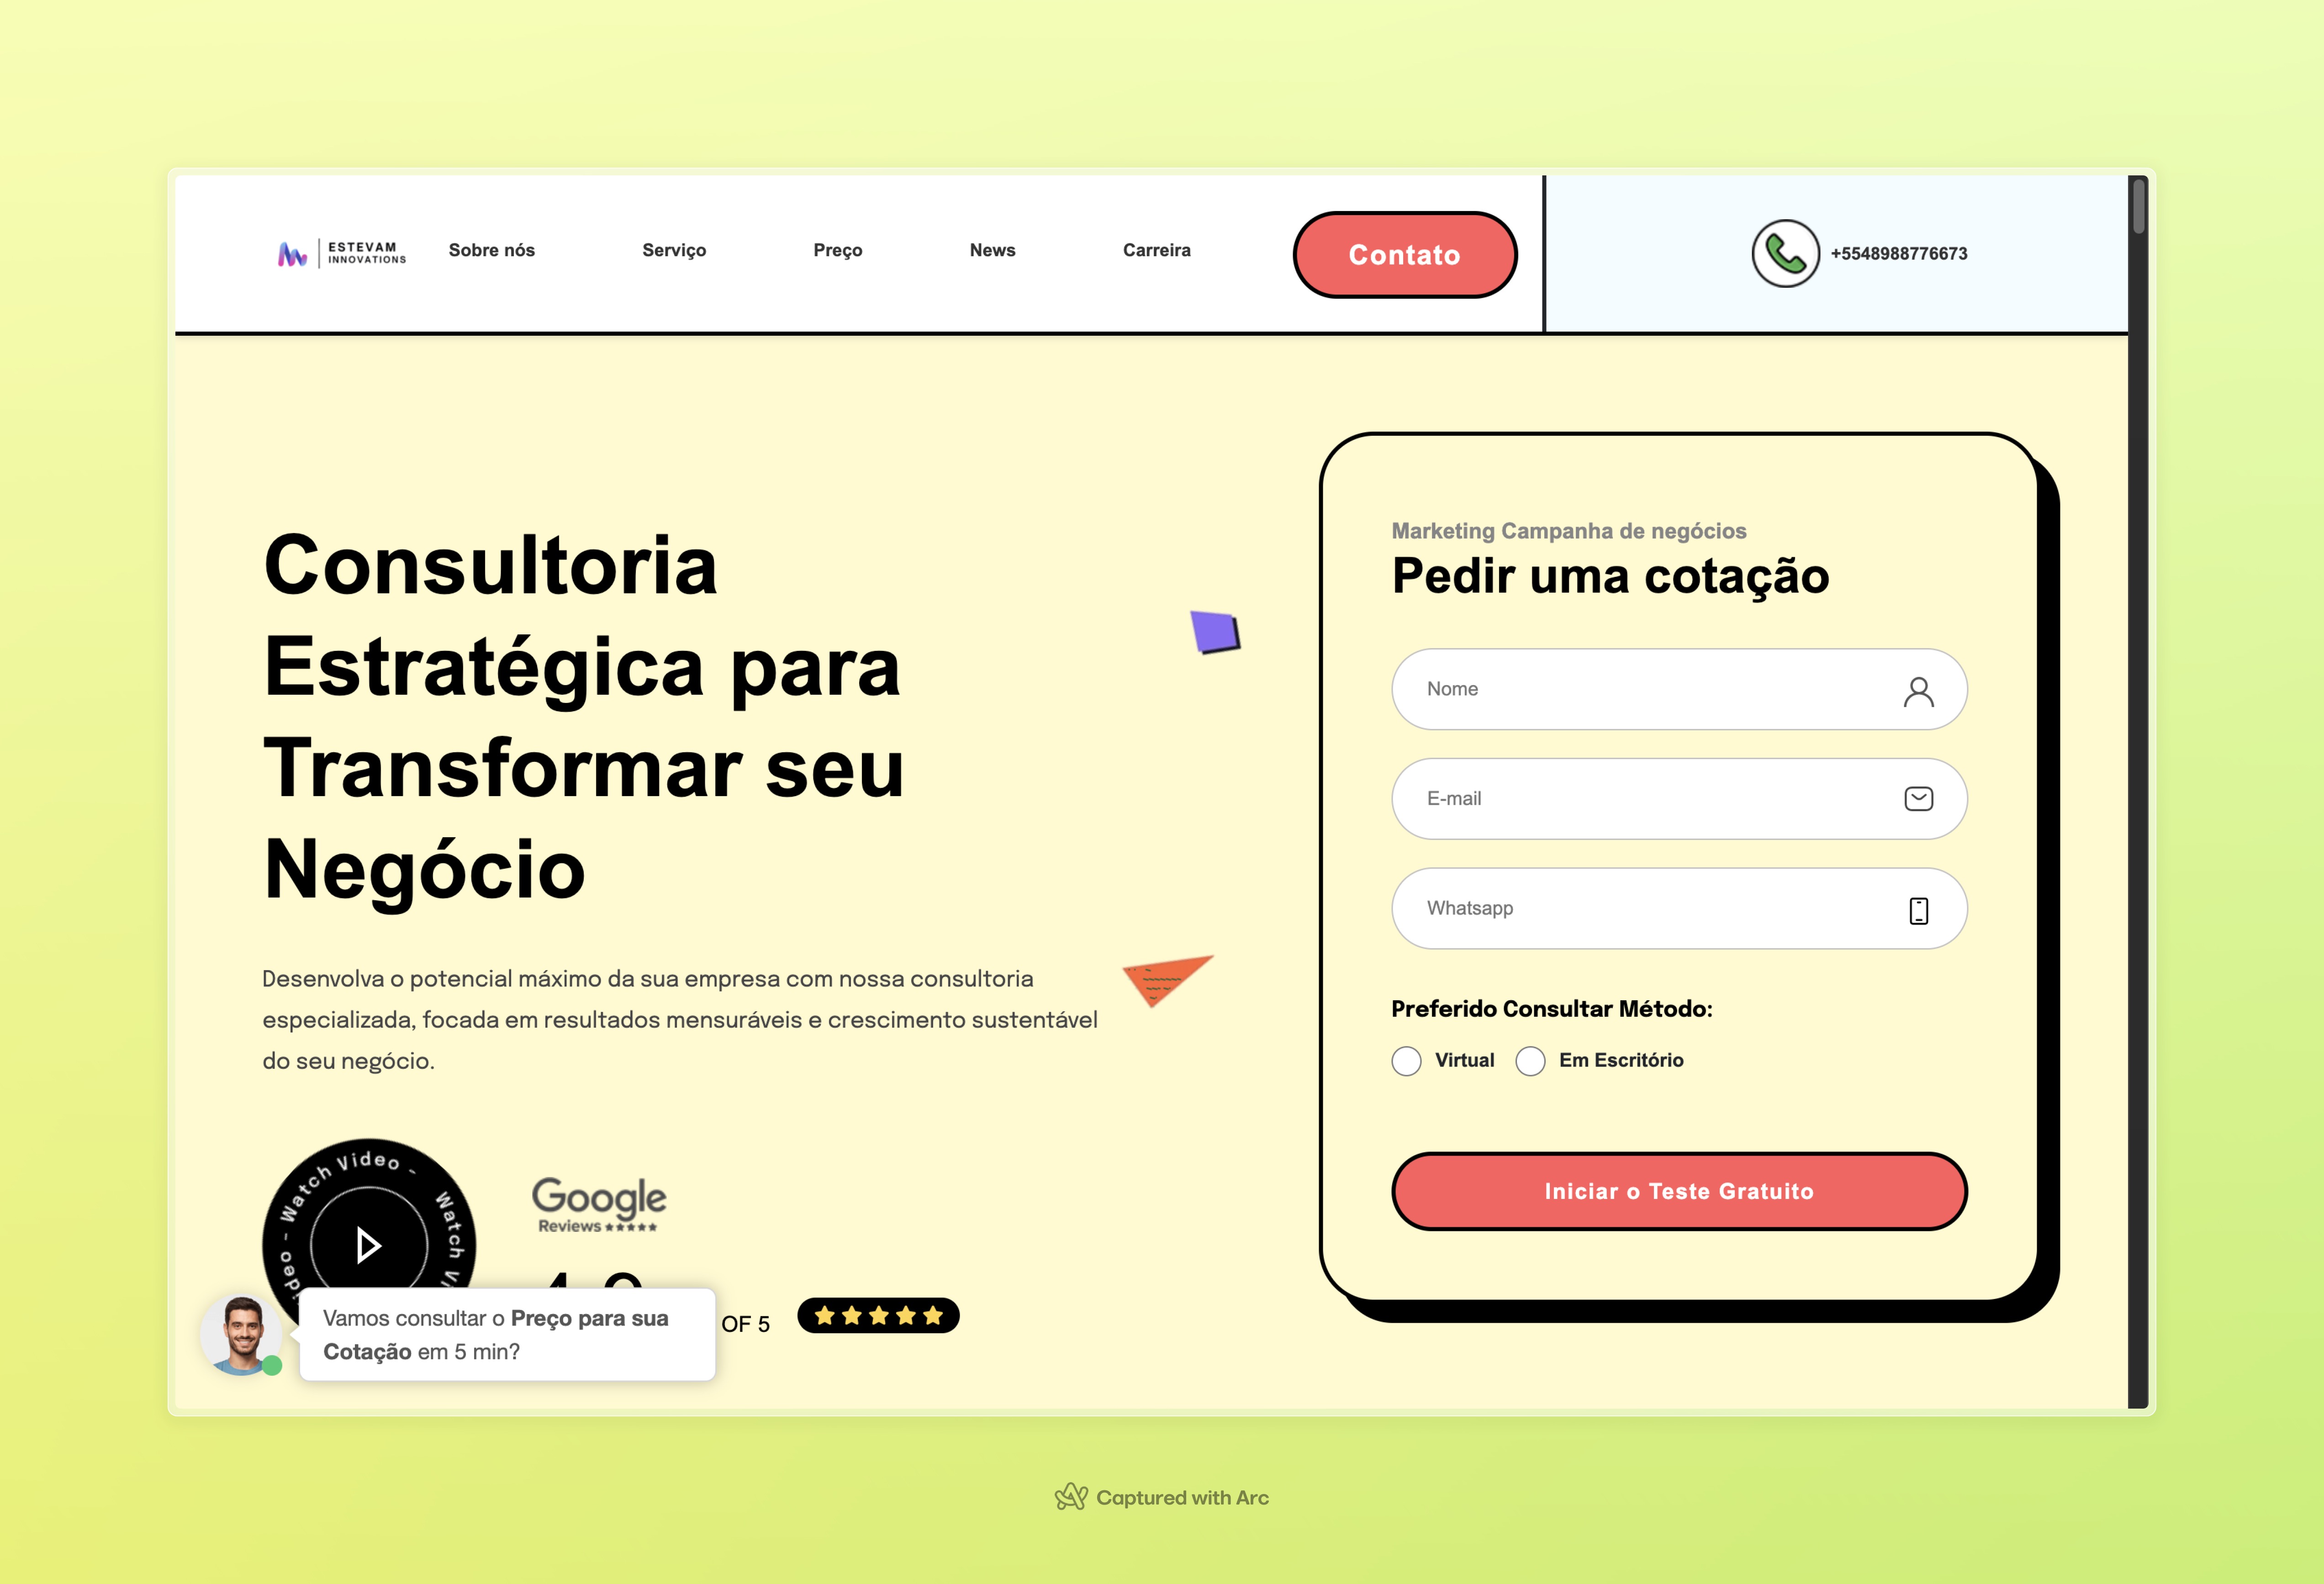 ESTEVAM
INNOVATIONS
Sobre nós
Serviço
Preço
News
Carreira
Contato
+5548988776673
Consultoria
Estratégica para
Transformar seu
Negócio
Desenvolva o potencial máximo da sua empresa com nossa consultoria
especializada, focada em resultados mensuráveis e crescimento sustentável
do seu negócio.
Watch Video -
Watch
Google
Reviews
OF 5
Vamos consultar o Preço para sua
Cotação em 5 min?
Marketing Campanha de negócios
Pedir uma cotação
Nome
E-mail
Whatsapp
Preferido Consultar Método:
Virtual
Em Escritório
Iniciar o Teste Gratuito
Captured with Arc